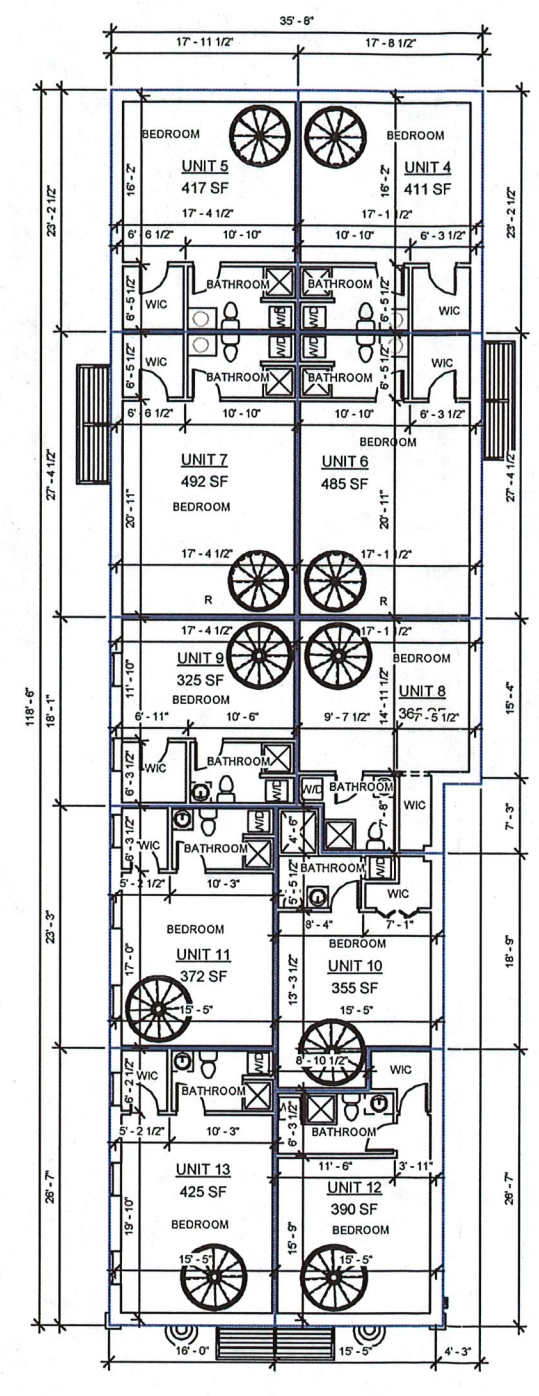 35' - 8"
17' - 11 1/2"
17' - 8 1/2"
BEDROOM
BEDROOM
UNIT 5
417 SF
UNIT 4
411 SF
16' - 2"
16' - 2"
23' - 2 1/2"
23' - 2 1/2"
17' - 4 1/2"
17' - 1 1/2"
6' - 6 1/2"
10' - 10"
10' - 10"
6' - 3 1/2"
BATHROOM
BATHROOM
6' - 5 1/2"
WIC
W/D
W/D
6' - 5 1/2"
WIC
6' - 5 1/2"
WIC
W/D
W/D
6' - 5 1/2"
WIC
BATHROOM
BATHROOM
6' - 6 1/2"
10' - 10"
10' - 10"
6' - 3 1/2"
BEDROOM
UNIT 7
492 SF
UNIT 6
485 SF
BEDROOM
27' - 4 1/2"
27' - 4 1/2"
20' - 11"
20' - 11"
17' - 4 1/2"
17' - 1 1/2"
R
R
17' - 4 1/2"
17' - 1 1/2"
UNIT 9
325 SF
BEDROOM
BEDROOM
UNIT 8
11' - 10"
14' - 11 1/2"
118' - 6"
18' - 1"
15' - 4"
6' - 11"
10' - 6"
9' - 7 1/2"
7' - 5 1/2"
BATHROOM
6' - 3 1/2"
WIC
W/D
W/D
BATHROOM
7' - 8"
WIC
7' - 3"
6' - 3 1/2"
WIC
W/D
BATHROOM
4' - 6"
BATHROOM
W/D
5' - 5 1/2"
WIC
5' - 2 1/2"
10' - 3"
8' - 4"
7' - 1"
BEDROOM
UNIT 11
372 SF
BEDROOM
UNIT 10
355 SF
23' - 3"
17' - 0"
13' - 3 1/2"
18' - 9"
15' - 5"
15' - 5"
8' - 10 1/2"
6' - 2 1/2"
WIC
W/D
BATHROOM
WIC
6' - 3 1/2"
BATHROOM
5' - 2 1/2"
10' - 3"
11' - 6"
3' - 11"
UNIT 13
425 SF
BEDROOM
UNIT 12
390 SF
BEDROOM
26' - 7"
19' - 10"
15' - 9"
26' - 7"
15' - 5"
15' - 5"
16' - 0"
15' - 5"
4' - 3"